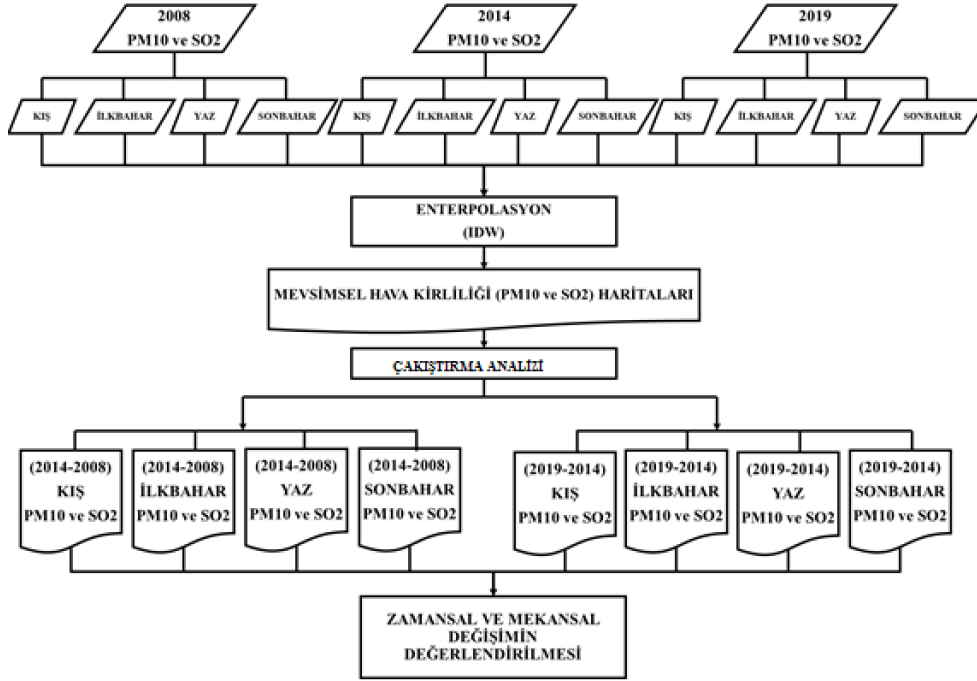 2008
PM10 ve SO2
2014
PM10 ve SO2
2019
PM10 ve SO2
KIŞ
İLKBAHAR
YAZ
SONBAHAR
KIŞ
İLKBAHAR
YAZ
SONBAHAR
KIŞ
İLKBAHAR
YAZ
SONBAHAR
ENTERPOLASYON
(IDW)
MEVSİMSEL HAVA KİRLİLİĞİ (PM10 ve SO2) HARİTALARI
ÇAKIŞTIRMA ANALİZİ
(2014-2008)
KIŞ
PM10 ve SO2
(2014-2008)
İLKBAHAR
PM10 ve SO2
(2014-2008)
YAZ
PM10 ve SO2
(2014-2008)
SONBAHAR
PM10 ve SO2
(2019-2014)
KIŞ
PM10 ve SO2
(2019-2014)
İLKBAHAR
PM10 ve SO2
(2019-2014)
YAZ
PM10 ve SO2
(2019-2014)
SONBAHAR
PM10 ve SO2
ZAMANSAL VE MEKANSAL
DEĞİŞİMİN
DEĞERLENDİRİLMESİ